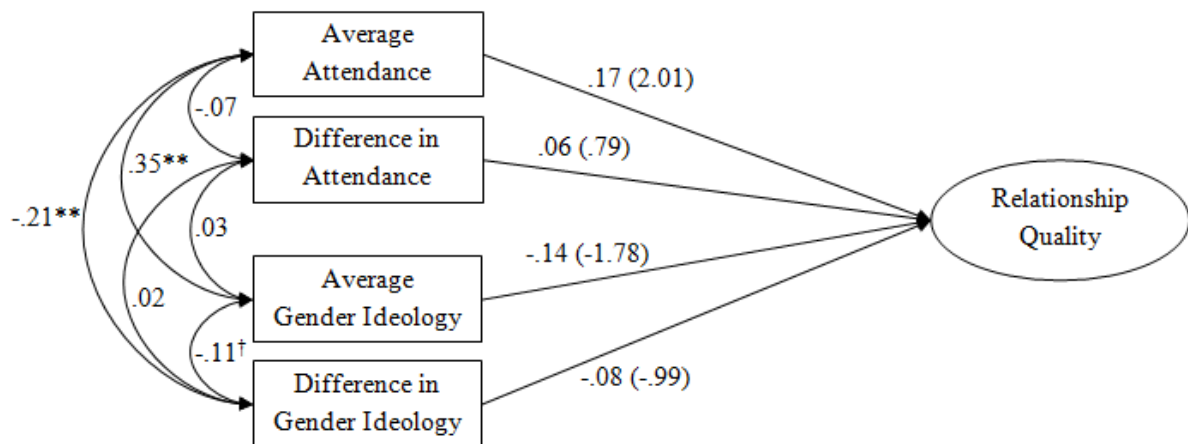 Average
Attendance
.17 (2.01)
-.07
Difference in
Attendance
.06 (.79)
.35**
Relationship
Quality
-.21**
.03
-.14 (-1.78)
Average
Gender Ideology
.02
-.11†
-.08 (-.99)
Difference in
Gender Ideology